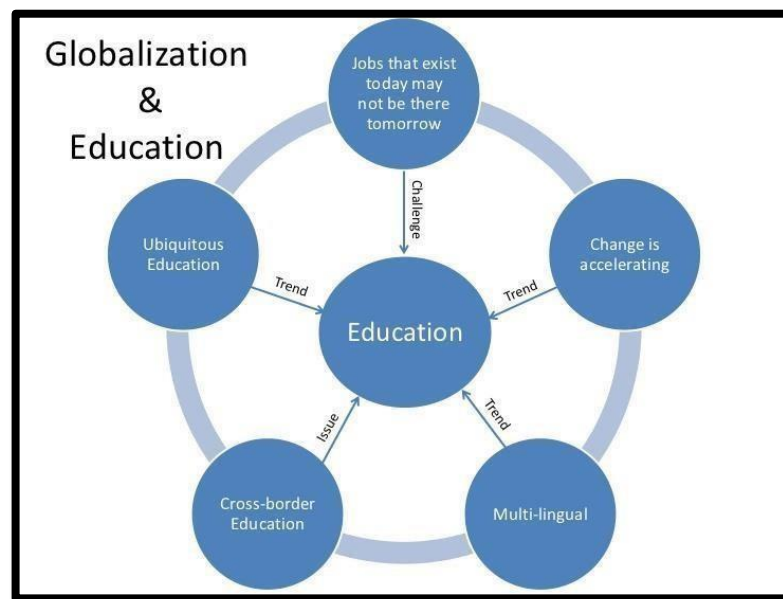 Globalization
&
Education
Jobs that exist
today may
not be there
tomorrow
Challenge
Ubiquitous
Education
Trend
Change is
accelerating
Trend
Education
Issue
Trend
Cross-border
Education
Multi-lingual